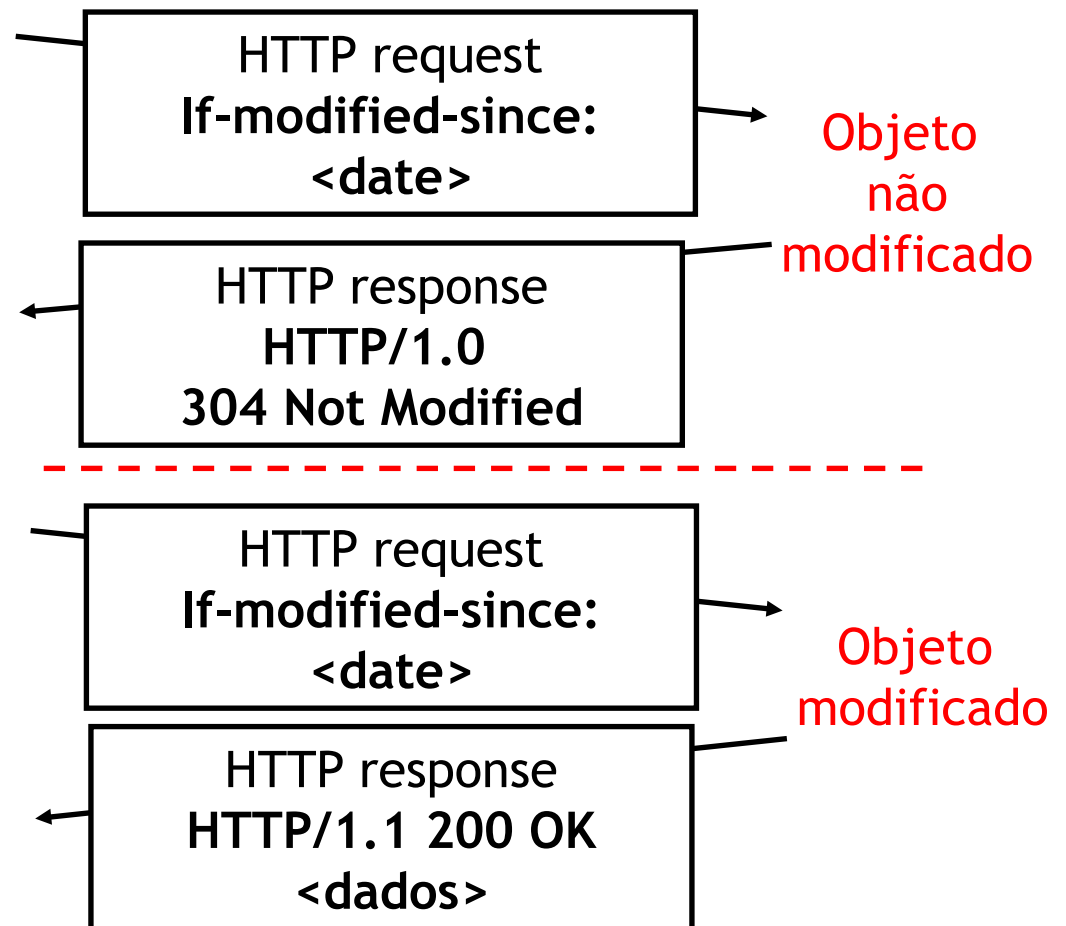 HTTP request
If-modified-since:
<date>
Objeto
não
modificado
HTTP response
HTTP/1.0
304 Not Modified
HTTP request
If-modified-since:
<date>
Objeto
modificado
HTTP response
HTTP/1.1 200 OK
<dados>